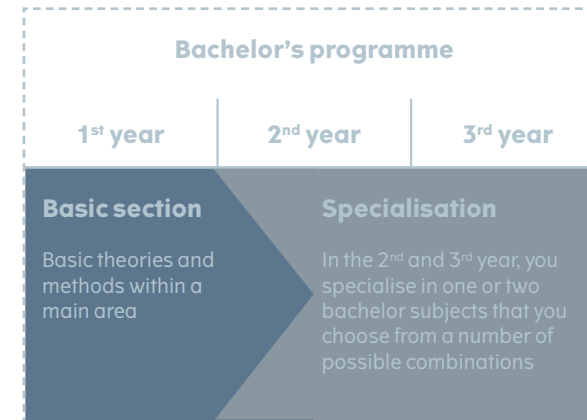 Bachelor’s programme
1st year 2nd year 3rd year
Basic section
Basic theories and
methods within a
main area
Specialisation
In the 2nd and 3rd year, you
specialise in one or two
bachelor subjects that you
choose from a number of
possible combinations